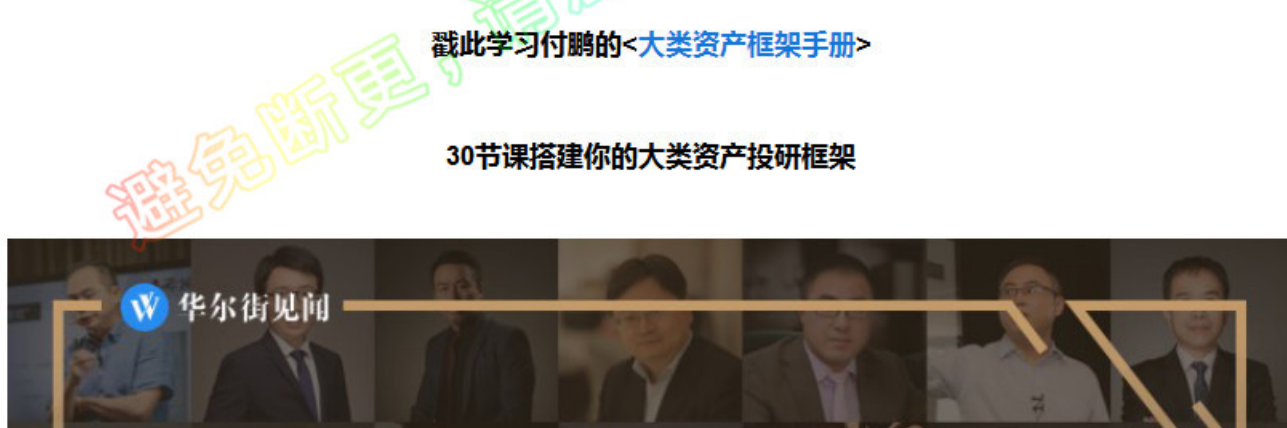 戳此学习付鹏的<大类资产框架手册>
30节课搭建你的大类资产投研框架
避免断更，请
华尔街见闻